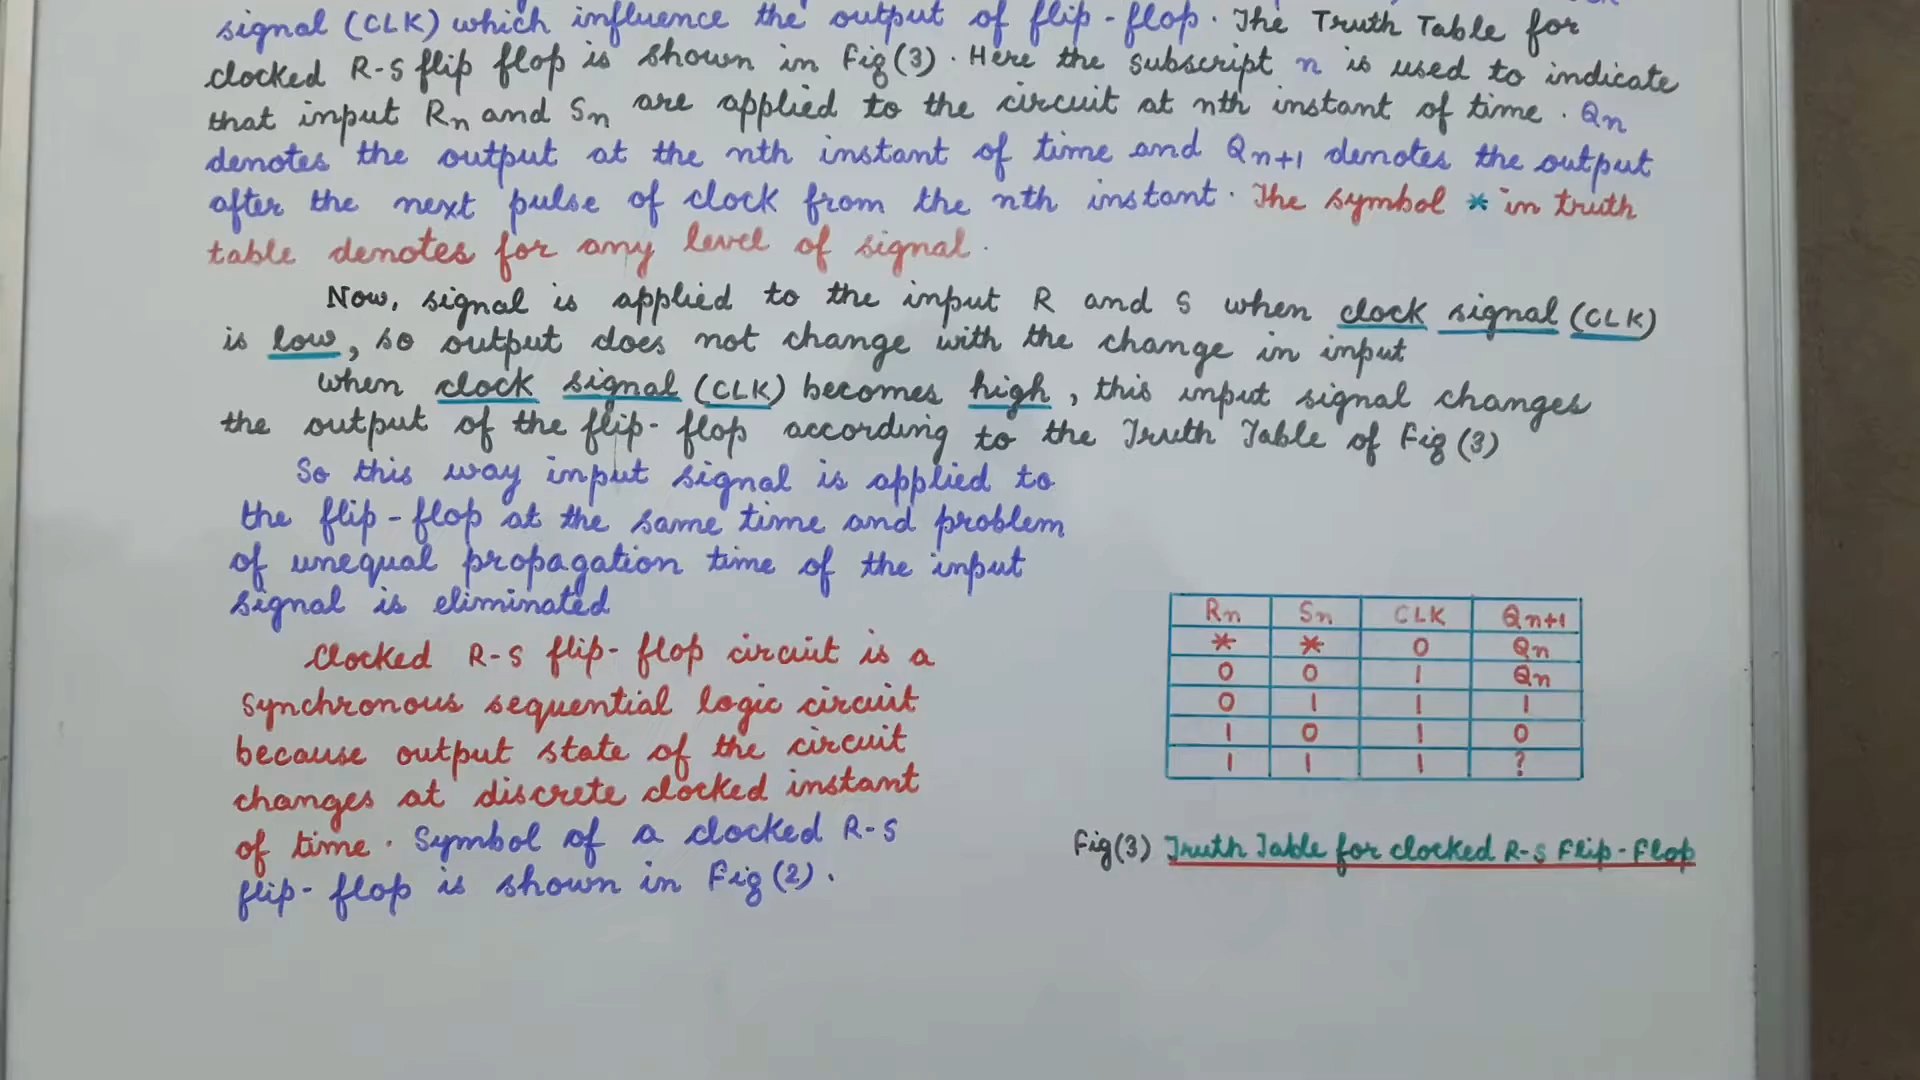 signal (CLK) which influence the output of flip-flop. The Truth Table for
clocked R-S flip flop is shown in Fig(3). Here the subscript n is used to indicate
that input Rn and Sn are applied to the circuit at nth instant of time. Qn
denotes the output at the nth instant of time and Qn+1 denotes the output
after the next pulse of clock from the nth instant. The symbol * in truth
table denotes for any level of signal.
Now, signal is applied to the input R and S when clock signal (CLK)
is low, so output does not change with the change in input
when clock signal (CLK) becomes high, this input signal changes
the output of the flip-flop according to the Truth Table of Fig (3)
So this way input signal is applied to
the flip-flop at the same time and problem
of unequal propagation time of the input
signal is eliminated
Clocked R-S flip-flop circuit is a
synchronous sequential logic circuit
because output state of the circuit
changes at discrete clocked instant
of time. Symbol of a clocked R-S
flip-flop is shown in Fig (2).
Rn Sn CLK Qn+1
* * 0 Qn
0 0 1 Qn
0 1 1 1
1 0 1 0
1 1 1 ?
Fig(3) Truth Table for clocked R-S Flip-Flop